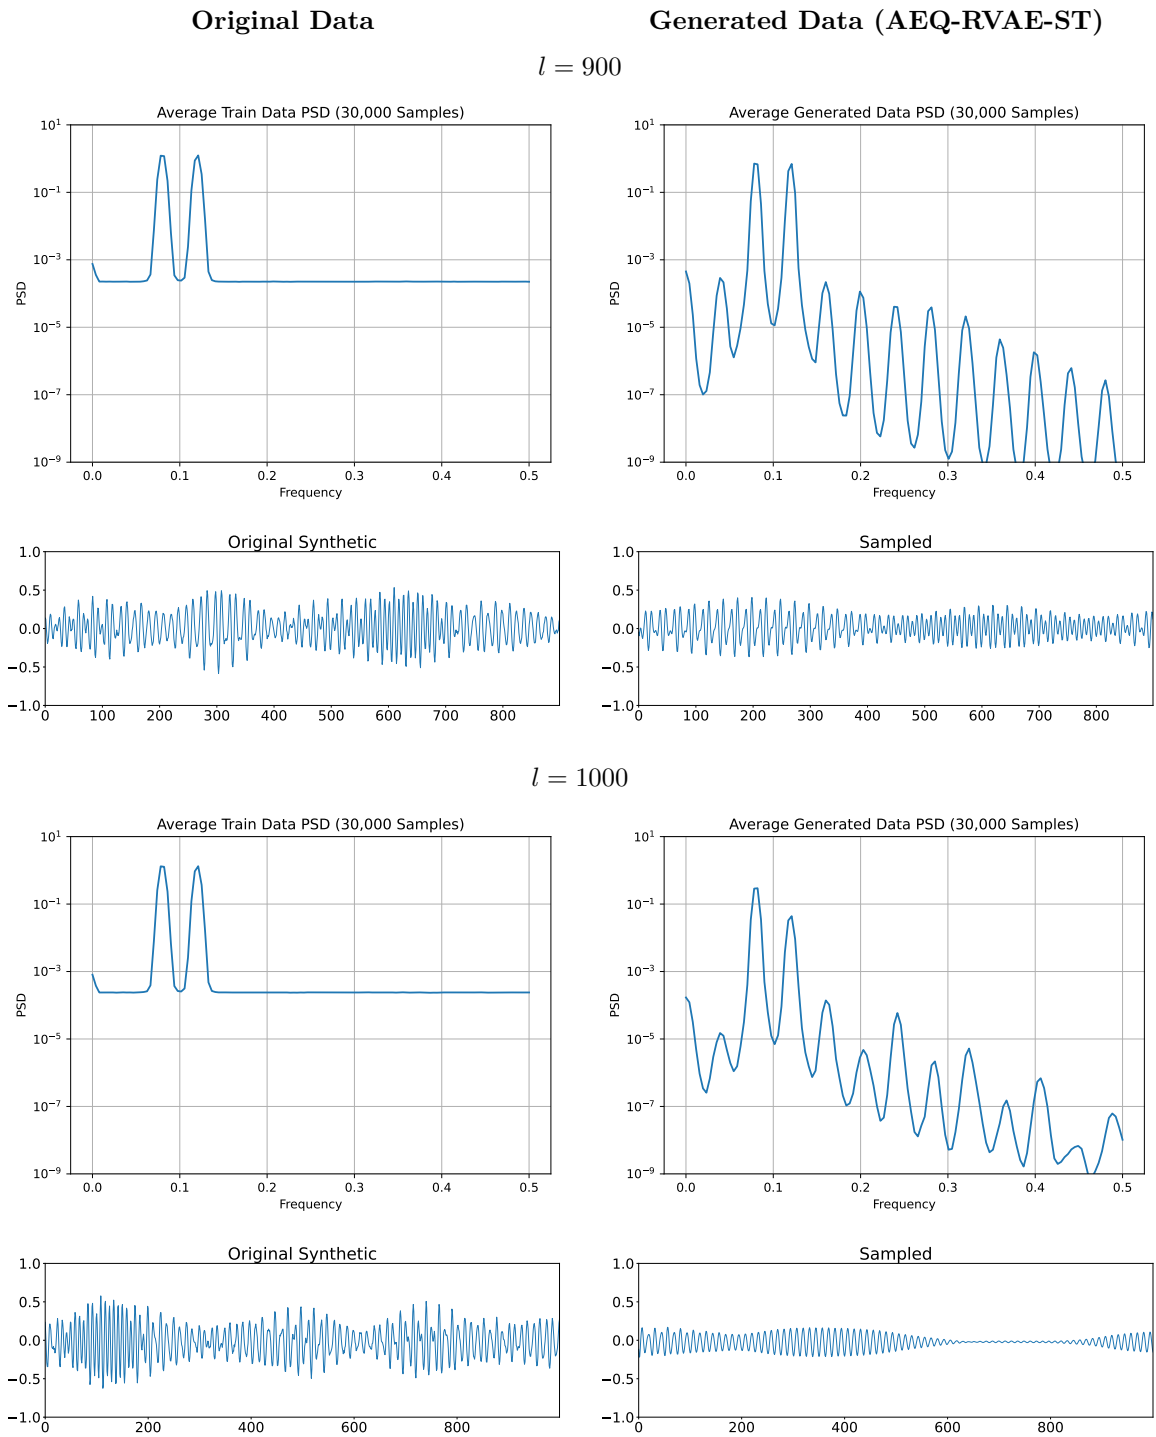 Original Data
Generated Data (AEQ-RVAE-ST)
l = 900
Average Train Data PSD (30,000 Samples)
10^1
10^−1
10^−3
10^−5
10^−7
10^−9
PSD
0.0 0.1 0.2 0.3 0.4 0.5
Frequency
Average Generated Data PSD (30,000 Samples)
10^1
10^−1
10^−3
10^−5
10^−7
10^−9
PSD
0.0 0.1 0.2 0.3 0.4 0.5
Frequency
Original Synthetic
1.0
0.5
0.0
−0.5
−1.0
0 100 200 300 400 500 600 700 800
Sampled
1.0
0.5
0.0
−0.5
−1.0
0 100 200 300 400 500 600 700 800
l = 1000
Average Train Data PSD (30,000 Samples)
10^1
10^−1
10^−3
10^−5
10^−7
10^−9
PSD
0.0 0.1 0.2 0.3 0.4 0.5
Frequency
Average Generated Data PSD (30,000 Samples)
10^1
10^−1
10^−3
10^−5
10^−7
10^−9
PSD
0.0 0.1 0.2 0.3 0.4 0.5
Frequency
Original Synthetic
1.0
0.5
0.0
−0.5
−1.0
0 200 400 600 800
Sampled
1.0
0.5
0.0
−0.5
−1.0
0 200 400 600 800